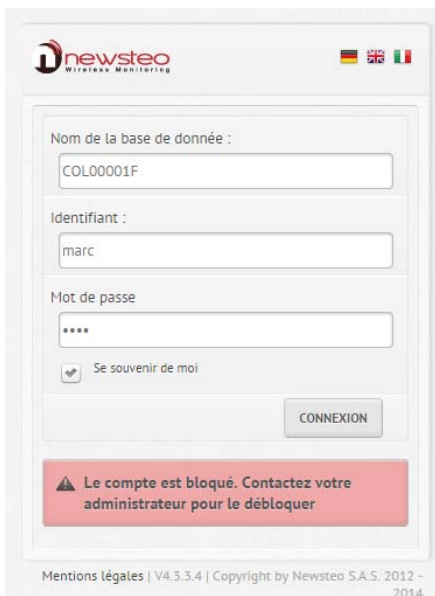 newsteo
Wireless Monitoring
Nom de la base de donnée :
COL00001F
Identifiant :
marc
Mot de passe
••••
Se souvenir de moi
CONNEXION
Le compte est bloqué. Contactez votre
administrateur pour le débloquer
Mentions légales | V4.3.3.4 | Copyright by Newsteo S.A.S. 2012 -
2014